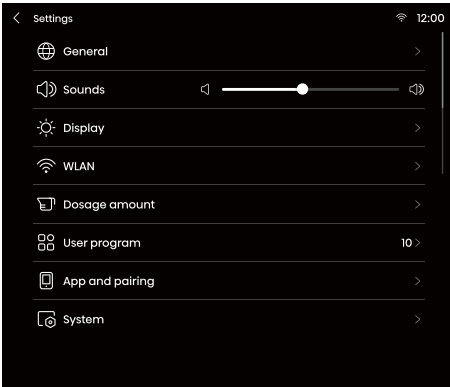 Settings 12:00
General
Sounds
Display
WLAN
Dosage amount
User program 10
App and pairing
System